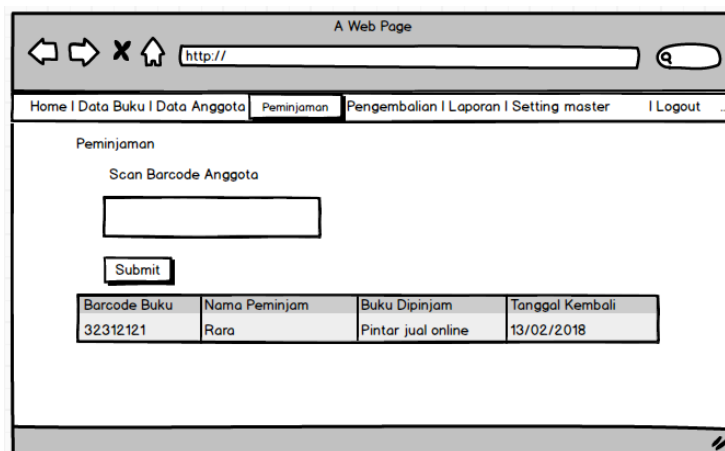 A Web Page
http://
Home I Data Buku I Data Anggota Peminjaman Pengembalian I Laporan I Setting master I Logout
Peminjaman
Scan Barcode Anggota
Submit
Barcode Buku Nama Peminjam Buku Dipinjam Tanggal Kembali
32312121 Rara Pintar jual online 13/02/2018